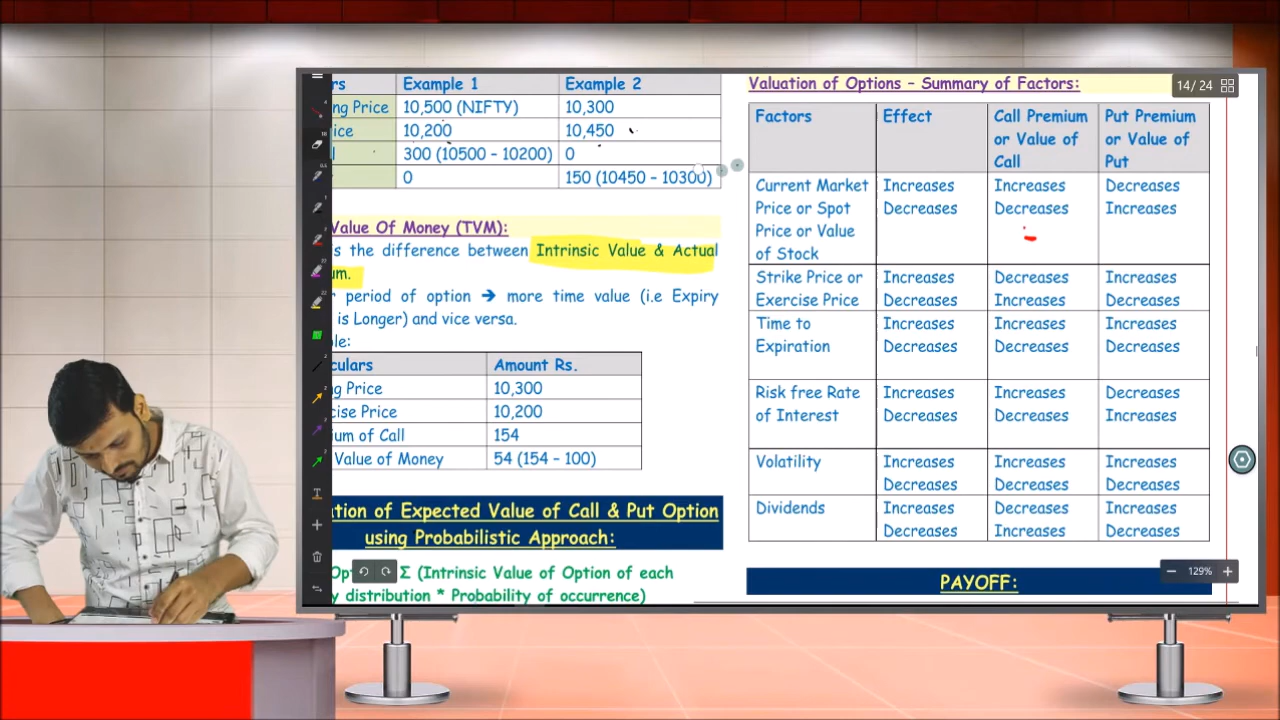 rs Example 1 Example 2
ng Price 10,500 (NIFTY) 10,300
ice 10,200 10,450
l 300 (10500 – 10200) 0
0 150 (10450 – 10300)
Value Of Money (TVM):
s the difference between Intrinsic Value & Actual
um.
r period of option → more time value (i.e Expiry
is Longer) and vice versa.
le:
culars Amount Rs.
ng Price 10,300
cise Price 10,200
um of Call 154
Value of Money 54 (154 – 100)
tion of Expected Value of Call & Put Option
using Probabilistic Approach:
Opt Σ (Intrinsic Value of Option of each
y distribution * Probability of occurrence)
Valuation of Options – Summary of Factors:
14/24
Factors Effect Call Premium Put Premium
or Value of or Value of
Call Put
Current Market Increases Increases Decreases
Price or Spot Decreases Decreases Increases
Price or Value
of Stock
Strike Price or Increases Decreases Increases
Exercise Price Decreases Increases Decreases
Time to Increases Increases Increases
Expiration Decreases Decreases Decreases
Risk free Rate Increases Increases Decreases
of Interest Decreases Decreases Increases
Volatility Increases Increases Increases
Decreases Decreases Decreases
Dividends Increases Decreases Increases
Decreases Increases Decreases
PAYOFF:
− 129% +